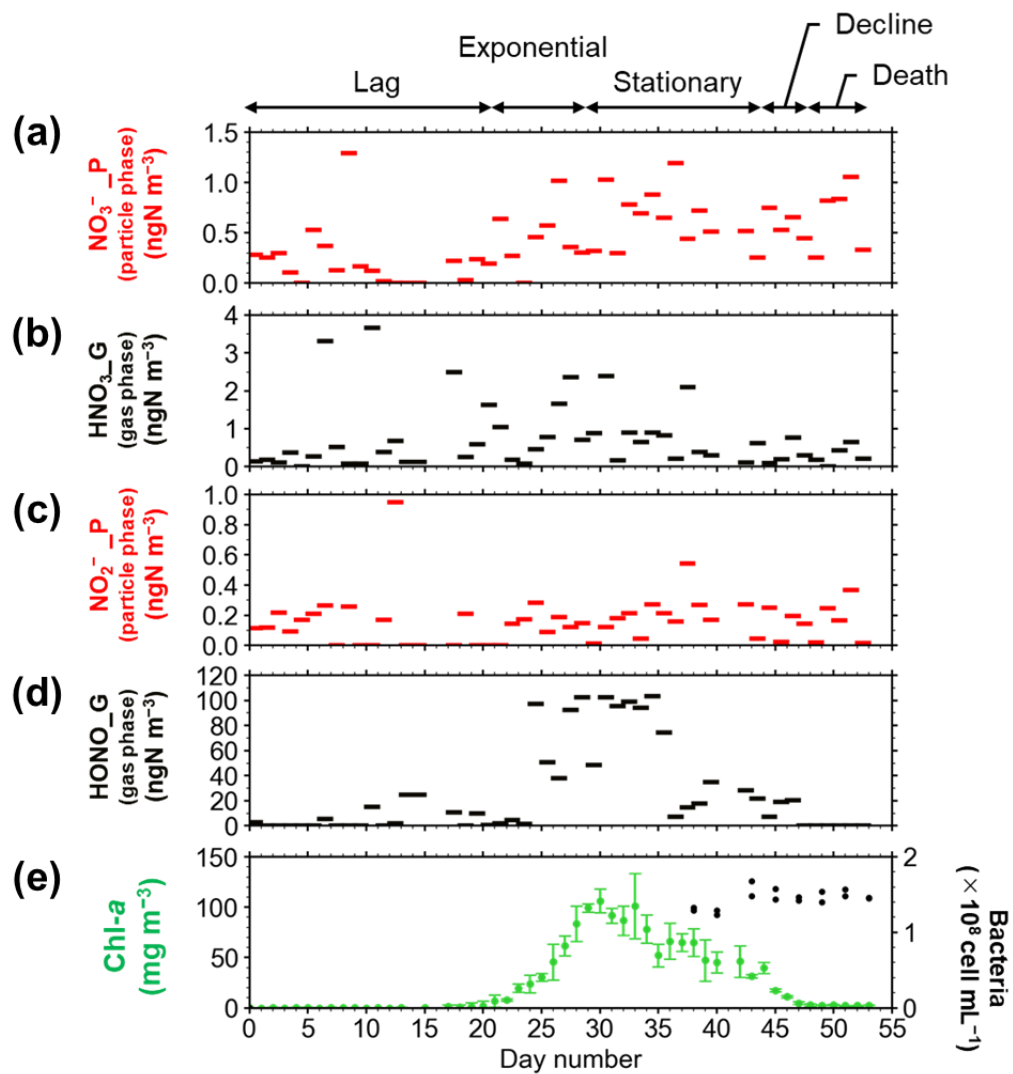 Decline
Exponential
Death
Lag
Stationary
(a)
NO₃⁻_P
(particle phase)
(ngN m⁻³)
1.5
1.0
0.5
0.0
(b)
HNO₃_G
(gas phase)
(ngN m⁻³)
4
3
2
1
0
(c)
NO₂⁻_P
(particle phase)
(ngN m⁻³)
1.0
0.8
0.6
0.4
0.2
0.0
(d)
HONO_G
(gas phase)
(ngN m⁻³)
120
100
80
60
40
20
0
(e)
Chl-a
(mg m⁻³)
150
100
50
0
2
1
0
Bacteria
(×10⁸ cell mL⁻¹)
0 5 10 15 20 25 30 35 40 45 50 55
Day number